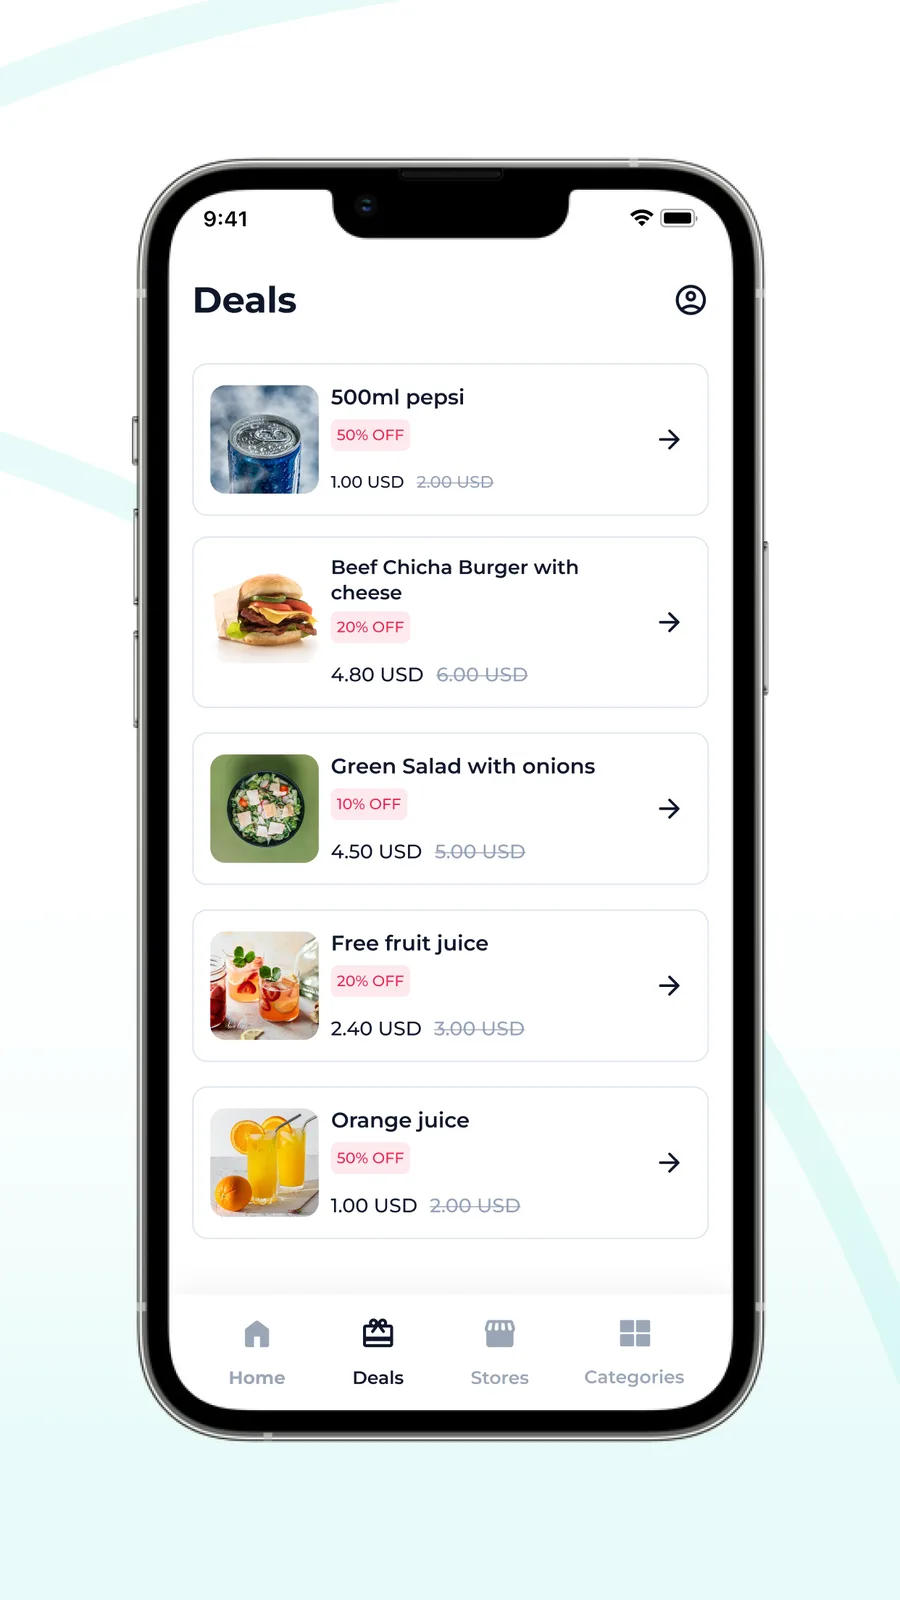 9:41
Deals
500ml pepsi
50% OFF
1.00 USD 2.00 USD
Beef Chicha Burger with
cheese
20% OFF
4.80 USD 6.00 USD
Green Salad with onions
10% OFF
4.50 USD 5.00 USD
Free fruit juice
20% OFF
2.40 USD 3.00 USD
Orange juice
50% OFF
1.00 USD 2.00 USD
Home Deals Stores Categories